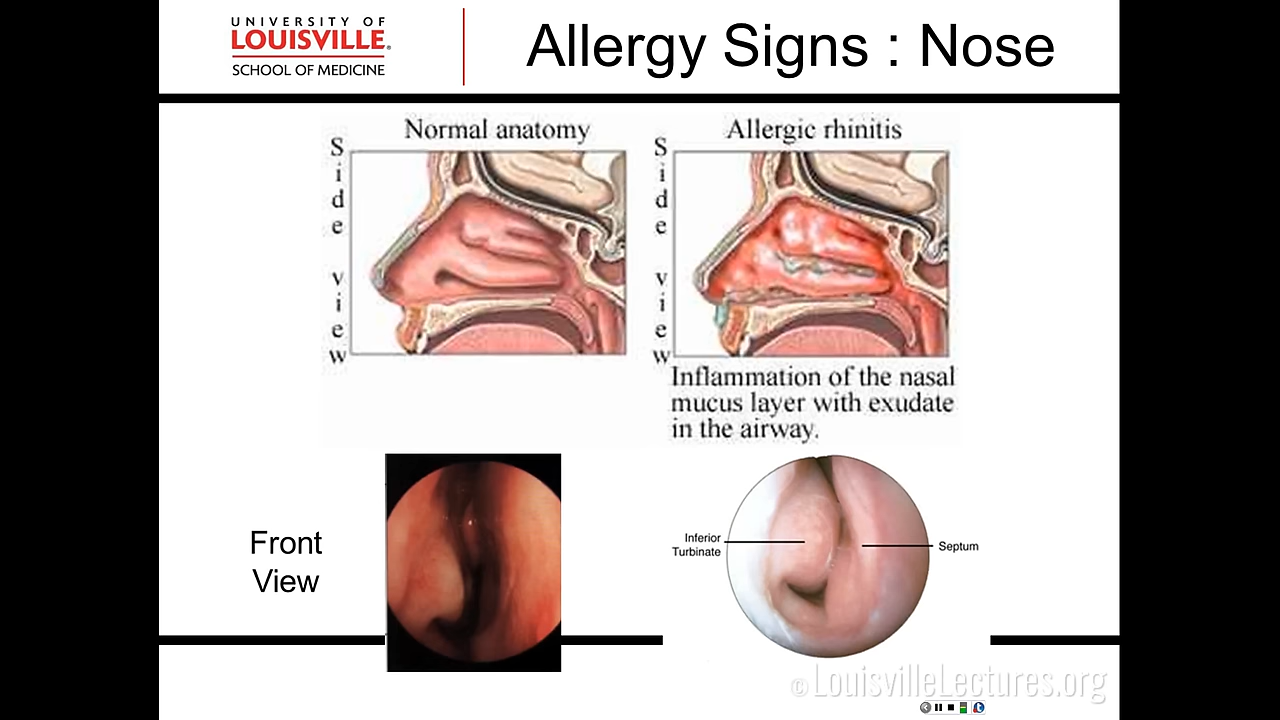 UNIVERSITY OF
LOUISVILLE®
SCHOOL OF MEDICINE
Allergy Signs : Nose
Normal anatomy
Side view
Allergic rhinitis
Side view
Inflammation of the nasal
mucus layer with exudate
in the airway.
Front
View
Inferior
Turbinate
Septum
© LouisvilleLectures.org